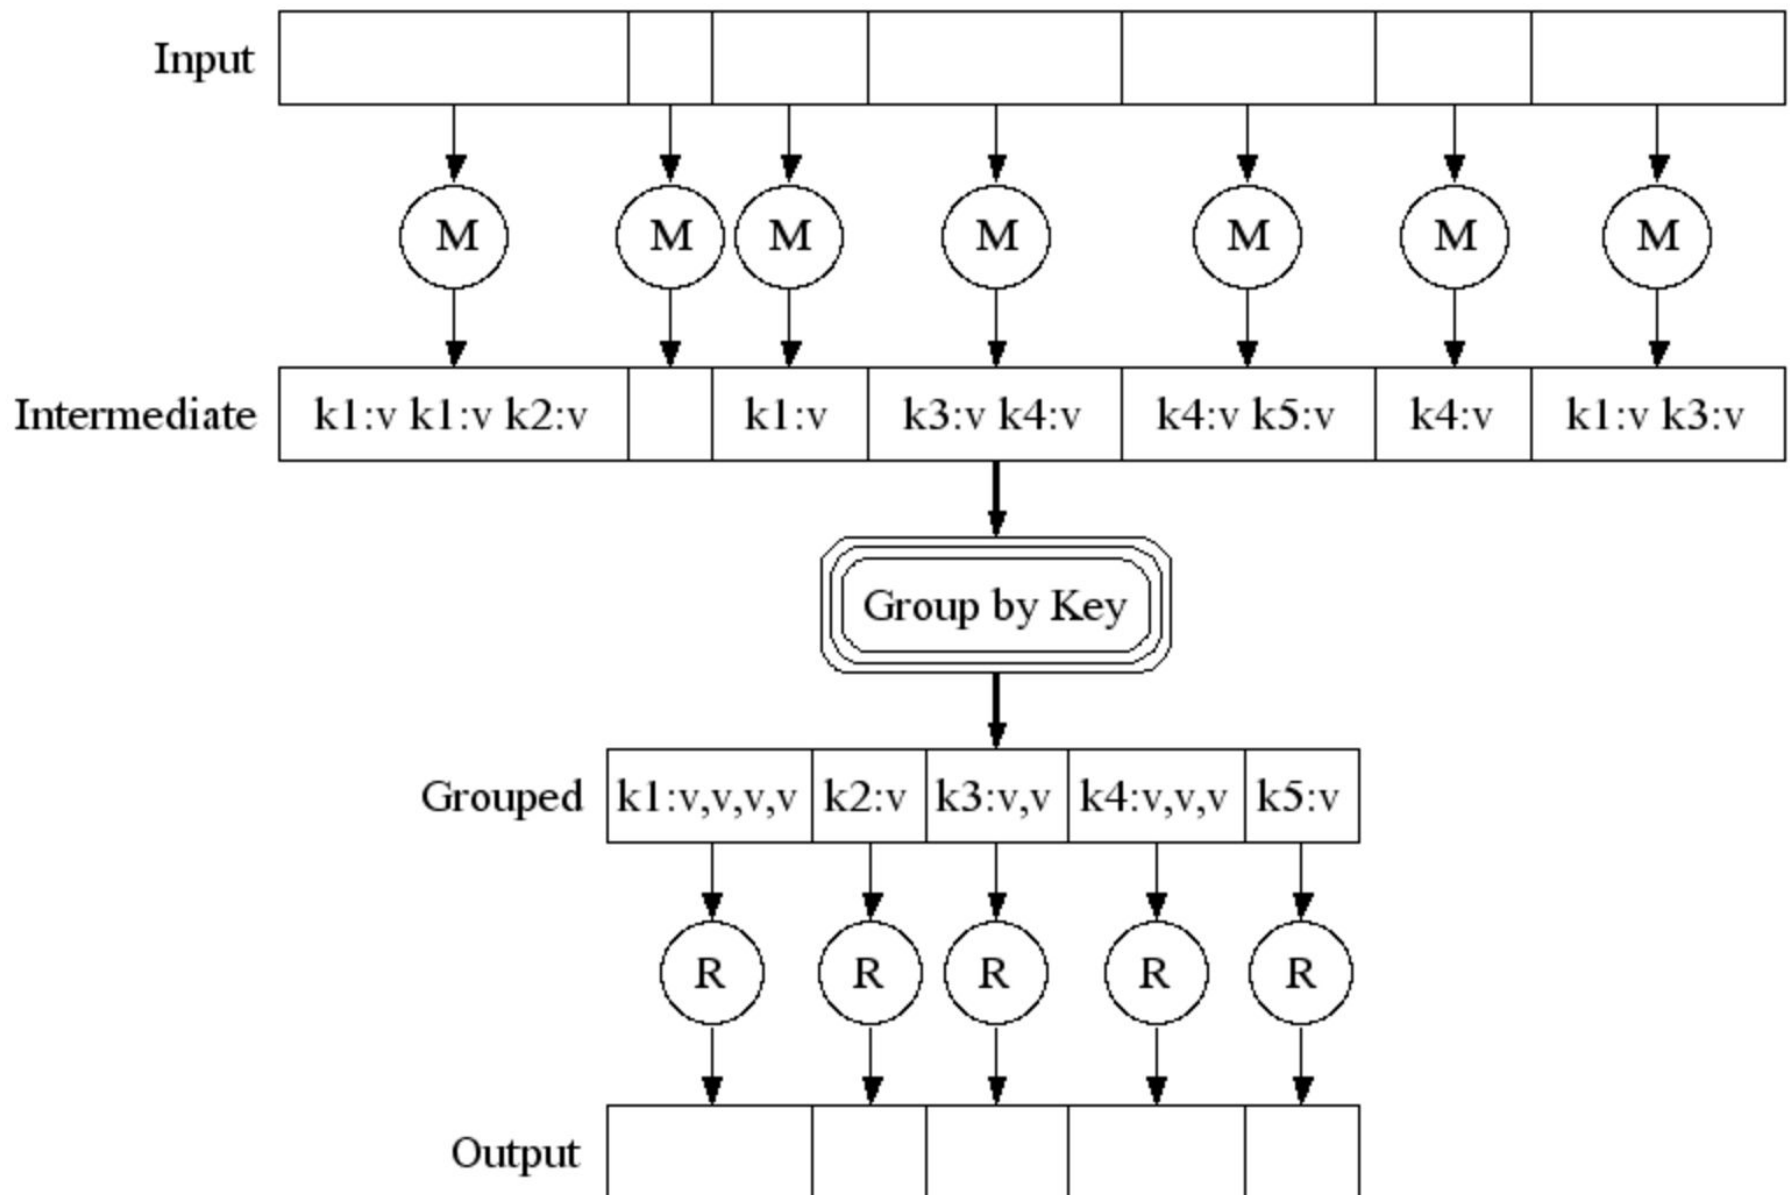 Input
M M M M M M M
Intermediate k1:v k1:v k2:v k1:v k3:v k4:v k4:v k5:v k4:v k1:v k3:v
Group by Key
Grouped k1:v,v,v,v k2:v k3:v,v k4:v,v,v k5:v
R R R R R
Output